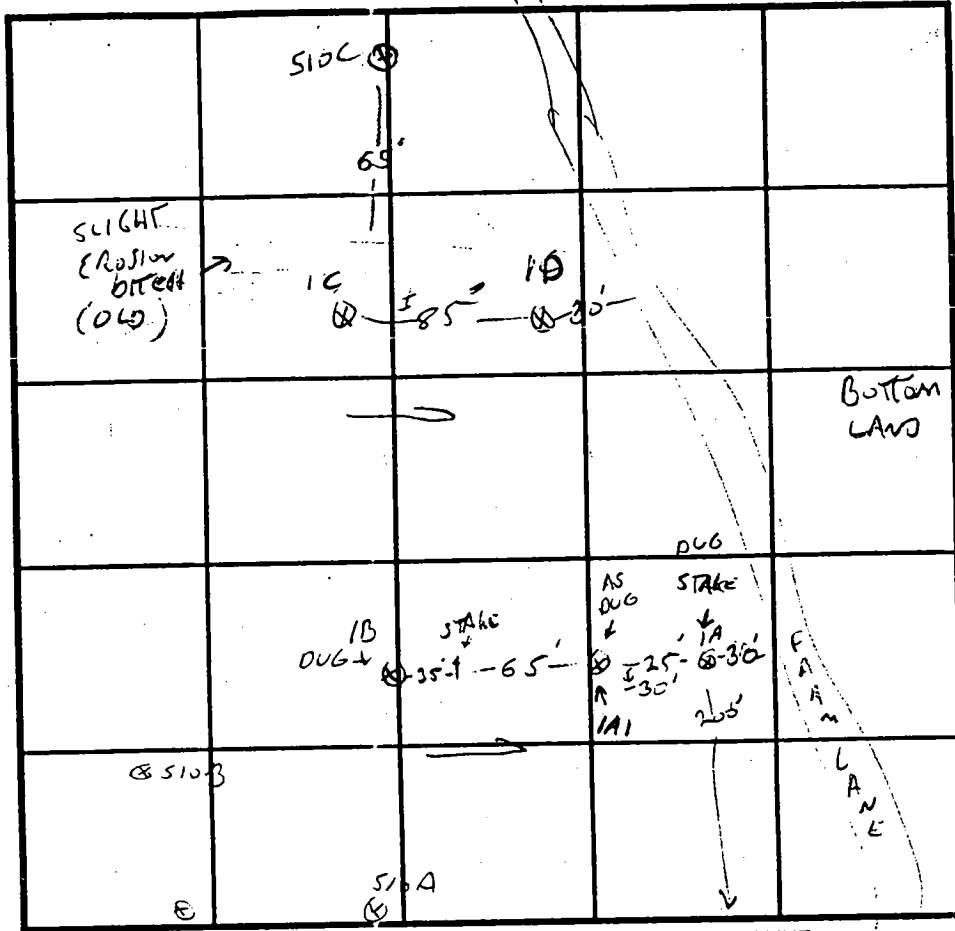 510C
65'
SLIGHT
EROSION
DITCH
(OLD)
1C
85'
1D
30'
BOTTOM
LAND
DUG
STAKE
1A
30'
AS
DUG
25'
30'
1A1
205'
1B
DUG
STAKE
35'
65'
FARM
LANE
510B
510A